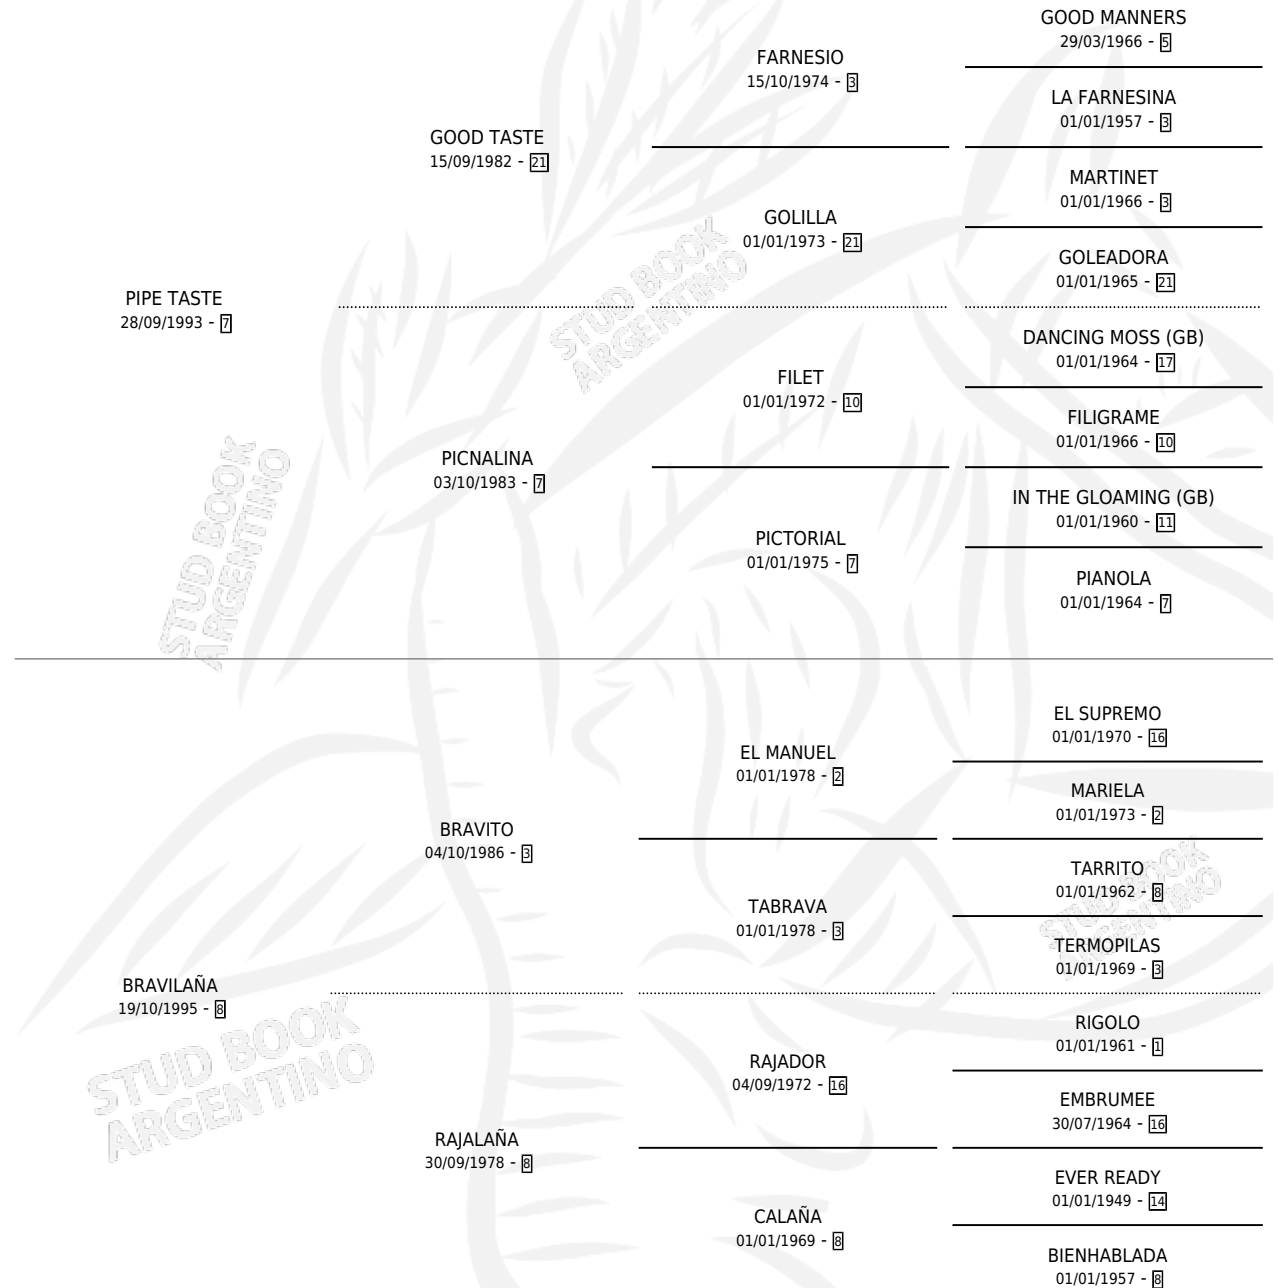 GOOD MANNERS
29/03/1966 - 5
FARNESIO
15/10/1974 - 3
LA FARNESINA
01/01/1957 - 3
GOOD TASTE
15/09/1982 - 21
MARTINET
01/01/1966 - 3
GOLILLA
01/01/1973 - 21
GOLEADORA
01/01/1965 - 21
STUD BOOK
ARGENTINO
PIPE TASTE
28/09/1993 - 7
DANCING MOSS (GB)
01/01/1964 - 17
FILET
01/01/1972 - 10
FILIGRAME
01/01/1966 - 10
PICNALINA
03/10/1983 - 7
IN THE GLOAMING (GB)
01/01/1960 - 11
PICTORIAL
01/01/1975 - 7
PIANOLA
01/01/1964 - 7
STUD BOOK
ARGENTINO
EL SUPREMO
01/01/1970 - 16
EL MANUEL
01/01/1978 - 2
MARIELA
01/01/1973 - 2
BRAVITO
04/10/1986 - 3
TARRITO
01/01/1962 - 8
TABRAVA
01/01/1978 - 3
TERMOPILAS
01/01/1969 - 3
STUD BOOK
ARGENTINO
BRAVILAÑA
19/10/1995 - 8
RIGOLO
01/01/1961 - 1
RAJADOR
04/09/1972 - 16
EMBRUMEE
30/07/1964 - 16
STUD BOOK
ARGENTINO
RAJALAÑA
30/09/1978 - 8
EVER READY
01/01/1949 - 14
CALAÑA
01/01/1969 - 8
BIENHABLADA
01/01/1957 - 8